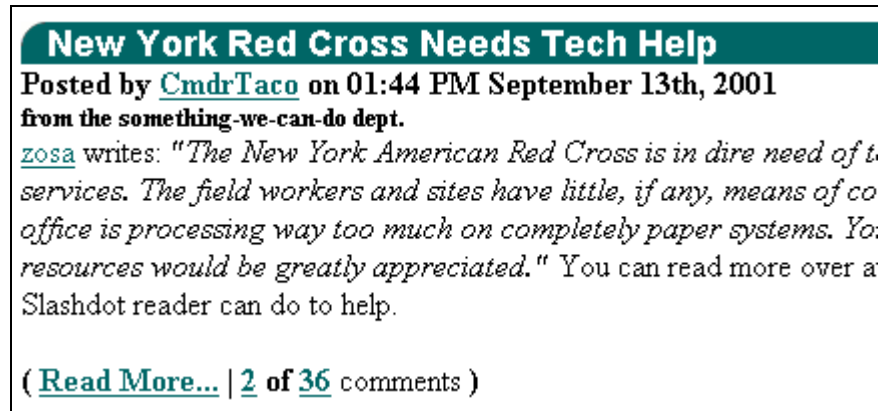 New York Red Cross Needs Tech Help
Posted by CmdrTaco on 01:44 PM September 13th, 2001
from the something-we-can-do dept.
zosa writes: "The New York American Red Cross is in dire need of
services. The field workers and sites have little, if any, means of
office is processing way too much on completely paper systems.
resources would be greatly appreciated." You can read more over
Slashdot reader can do to help.
( Read More... | 2 of 36 comments )